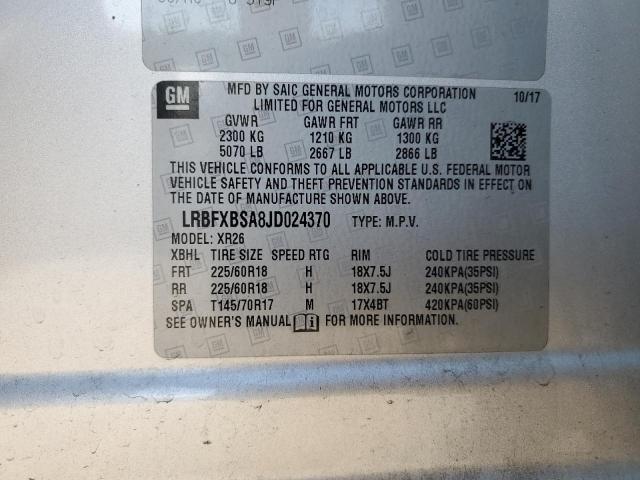 GM
MFD BY SAIC GENERAL MOTORS CORPORATION
LIMITED FOR GENERAL MOTORS LLC
10/17
GVWR GAWR FRT GAWR RR
2300 KG 1210 KG 1300 KG
5070 LB 2667 LB 2866 LB
THIS VEHICLE CONFORMS TO ALL APPLICABLE U.S. FEDERAL MOTOR
VEHICLE SAFETY AND THEFT PREVENTION STANDARDS IN EFFECT ON
THE DATE OF MANUFACTURE SHOWN ABOVE.
LRBFXBSA8JD024370 TYPE: M.P.V.
MODEL: XR26
XBHL TIRE SIZE SPEED RTG RIM COLD TIRE PRESSURE
FRT 225/60R18 H 18X7.5J 240KPA(35PSI)
RR 225/60R18 H 18X7.5J 240KPA(35PSI)
SPA T145/70R17 M 17X4BT 420KPA(60PSI)
SEE OWNER'S MANUAL FOR MORE INFORMATION.